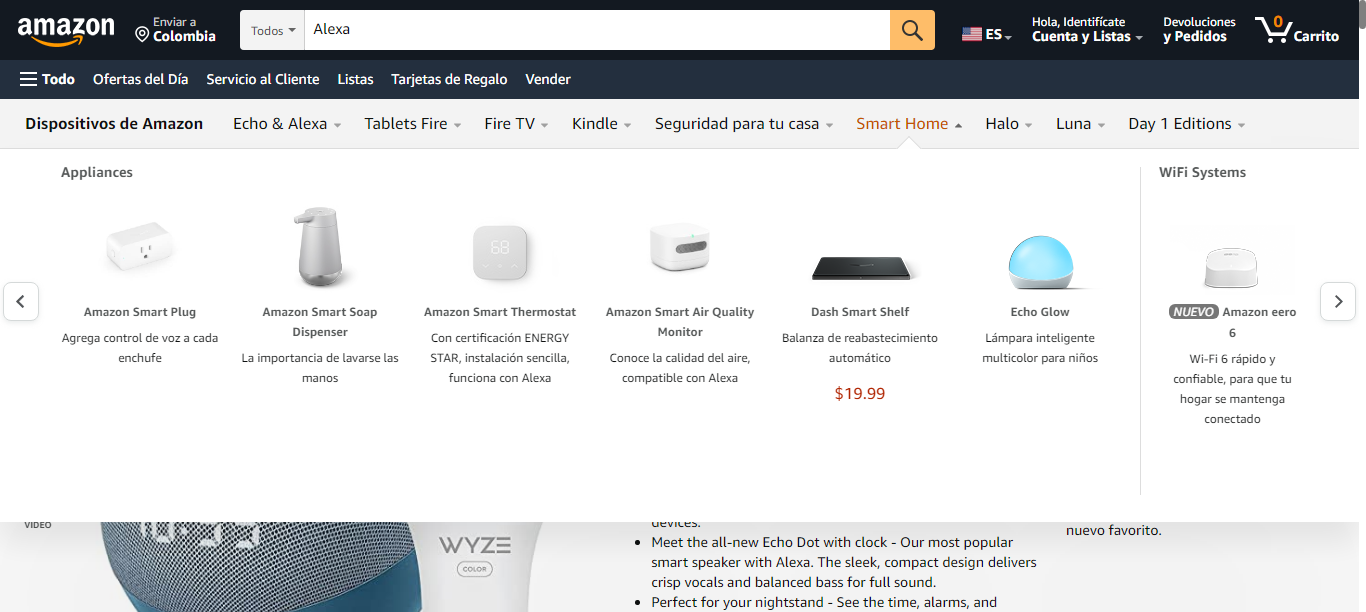 amazon
Enviar a
Colombia
Todos
Alexa
ES
Hola, Identifícate
Cuenta y Listas
Devoluciones
y Pedidos
0
Carrito
Todo
Ofertas del Día
Servicio al Cliente
Listas
Tarjetas de Regalo
Vender
Dispositivos de Amazon
Echo & Alexa
Tablets Fire
Fire TV
Kindle
Seguridad para tu casa
Smart Home
Halo
Luna
Day 1 Editions
Appliances
Amazon Smart Plug
Agrega control de voz a cada
enchufe
Amazon Smart Soap
Dispenser
La importancia de lavarse las
manos
68
Amazon Smart Thermostat
Con certificación ENERGY
STAR, instalación sencilla,
funciona con Alexa
Amazon Smart Air Quality
Monitor
Conoce la calidad del aire,
compatible con Alexa
Dash Smart Shelf
Balanza de reabastecimiento
automático
$19.99
Echo Glow
Lámpara inteligente
multicolor para niños
WiFi Systems
NUEVO Amazon eero
6
Wi-Fi 6 rápido y
confiable, para que tu
hogar se mantenga
conectado
VIDEO
WYZE
COLOR
devices.
Meet the all-new Echo Dot with clock - Our most popular
smart speaker with Alexa. The sleek, compact design delivers
crisp vocals and balanced bass for full sound.
Perfect for your nightstand - See the time, alarms, and
nuevo favorito.